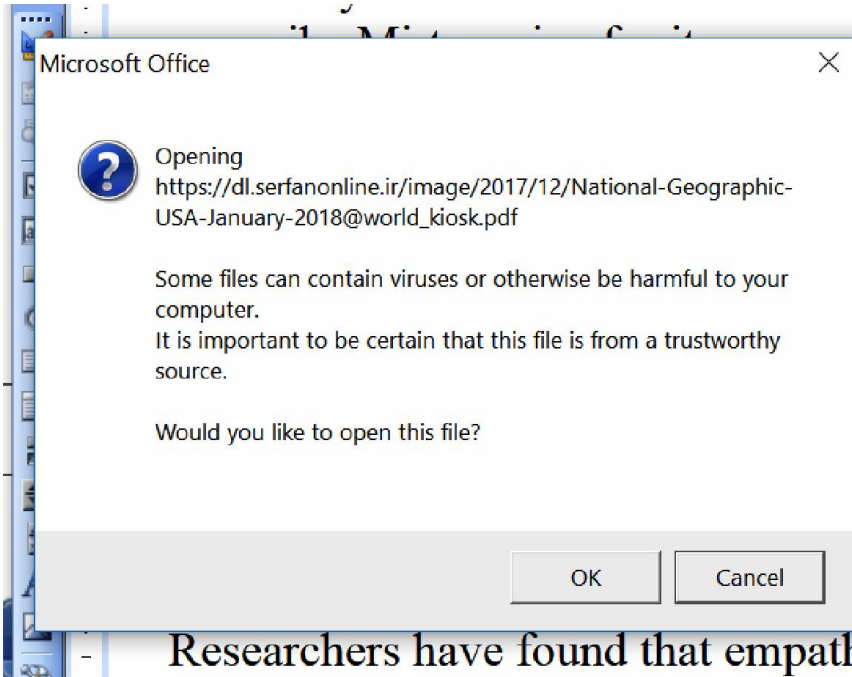 Microsoft Office
Opening
https://dl.serfanonline.ir/image/2017/12/National-Geographic-
USA-January-2018@world_kiosk.pdf
Some files can contain viruses or otherwise be harmful to your
computer.
It is important to be certain that this file is from a trustworthy
source.
Would you like to open this file?
OK
Cancel
Researchers have found that empath